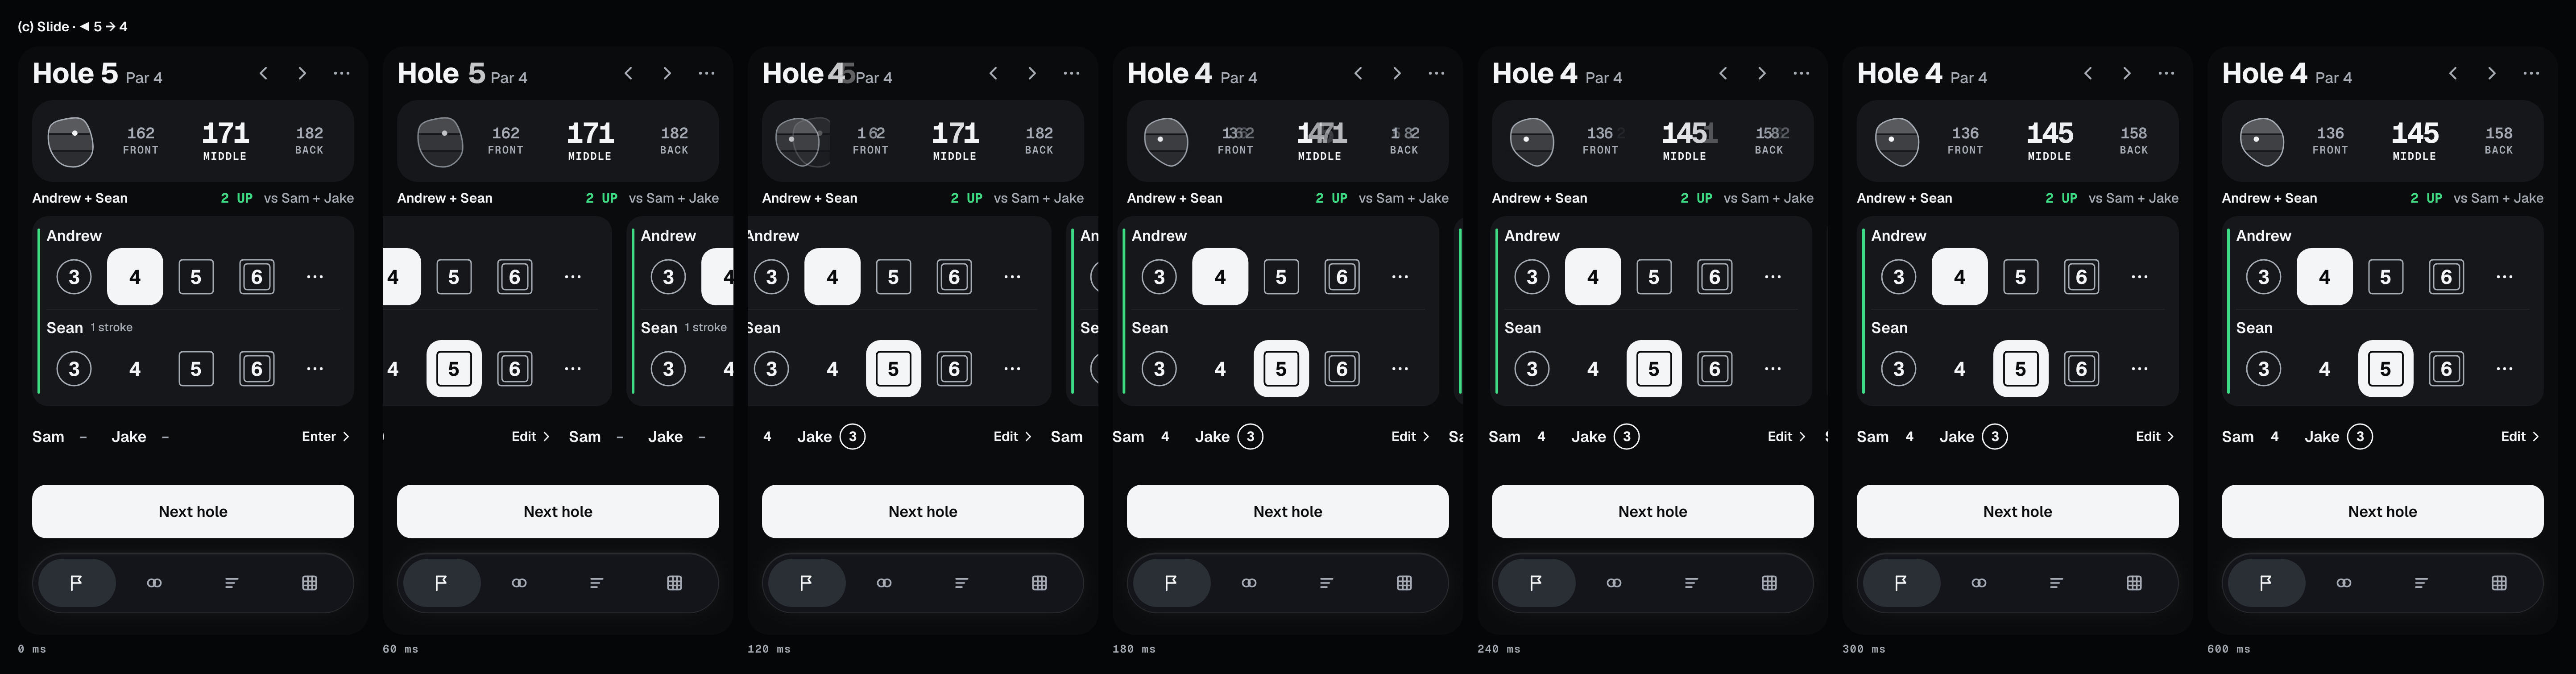 (c) Slide · ◀ 5 → 4
Hole 5 Par 4
162 171 182
FRONT MIDDLE BACK
Andrew + Sean 2 UP vs Sam + Jake
Andrew
3 4 5 6 ···
Sean 1 stroke
3 4 5 6 ···
Sam – Jake – Enter >
Next hole
0 ms
Hole 5 Par 4
162 171 182
FRONT MIDDLE BACK
Andrew + Sean 2 UP vs Sam + Jake
Andrew
4 5 6 ··· 3 4
Sean 1 stroke
4 5 6 ··· 3 4
Edit > Sam – Jake –
Next hole
60 ms
Hole 45 Par 4
162 171 182
FRONT MIDDLE BACK
Andrew + Sean 2 UP vs Sam + Jake
Andrew An
3 4 5 6 ···
Sean Se
3 4 5 6 ···
4 Jake 3 Edit > Sam
Next hole
120 ms
Hole 4 Par 4
FRONT MIDDLE BACK
Andrew + Sean 2 UP vs Sam + Jake
Andrew
3 4 5 6 ···
Sean
3 4 5 6 ···
Sam 4 Jake 3 Edit > Sa
Next hole
180 ms
Hole 4 Par 4
136 145 158
FRONT MIDDLE BACK
Andrew + Sean 2 UP vs Sam + Jake
Andrew
3 4 5 6 ···
Sean
3 4 5 6 ···
Sam 4 Jake 3 Edit >
Next hole
240 ms
Hole 4 Par 4
136 145 158
FRONT MIDDLE BACK
Andrew + Sean 2 UP vs Sam + Jake
Andrew
3 4 5 6 ···
Sean
3 4 5 6 ···
Sam 4 Jake 3 Edit >
Next hole
300 ms
Hole 4 Par 4
136 145 158
FRONT MIDDLE BACK
Andrew + Sean 2 UP vs Sam + Jake
Andrew
3 4 5 6 ···
Sean
3 4 5 6 ···
Sam 4 Jake 3 Edit >
Next hole
600 ms